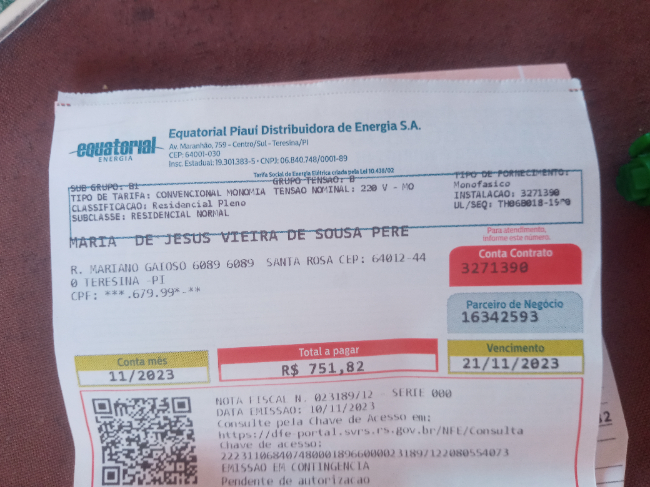 equatorial
ENERGIA
Equatorial Piauí Distribuidora de Energia S.A.
Av. Maranhão, 759 - Centro/Sul - Teresina/PI
CEP: 64001-030
Insc. Estadual: 19.301.383-5 - CNPJ: 06.840.748/0001-89
Tarifa Social de Energia Elétrica criada pela Lei 10.438/02
SUB GRUPO: B1 GRUPO TENSAO: B TIPO DE FORNECIMENTO:
TIPO DE TARIFA: CONVENCIONAL MONOMIA TENSAO NOMINAL: 220 V - MO Monofasico
CLASSIFICACAO: Residencial Pleno INSTALACAO: 3271390
SUBCLASSE: RESIDENCIAL NORMAL UL/SEQ:
MARIA DE JESUS VIEIRA DE SOUSA PERE
Para atendimento,
informe este número.
Conta Contrato
3271390
R. MARIANO GAIOSO 6089 6089 SANTA ROSA CEP: 64012-44
0 TERESINA -PI
CPF: ***.679.99*-**
Parceiro de Negócio
16342593
Conta mês
11/2023
Total a pagar
R$ 751,82
Vencimento
21/11/2023
NOTA FISCAL N. 023189712 - SERIE 000
DATA EMISSAO: 10/11/2023
Consulte pela Chave de Acesso em:
https://dfe-portal.svrs.rs.gov.br/NFE/Consulta
Chave de acesso:
EMISSAO EM CONTINGENCIA
Pendente de autorizacao